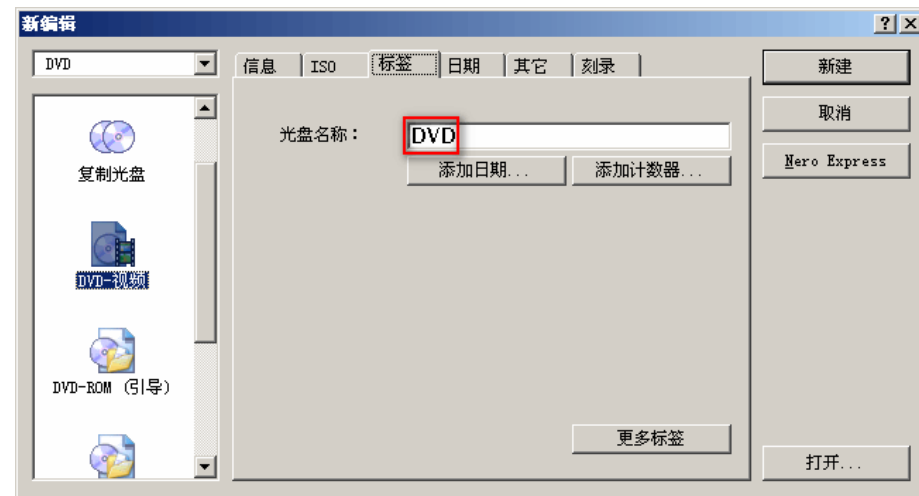 新编辑
DVD
信息 ISO 标签 日期 其它 刻录
新建
取消
Nero Express
光盘名称：
DVD
添加日期... 添加计数器...
复制光盘
DVD-视频
DVD-ROM (引导)
更多标签
打开...